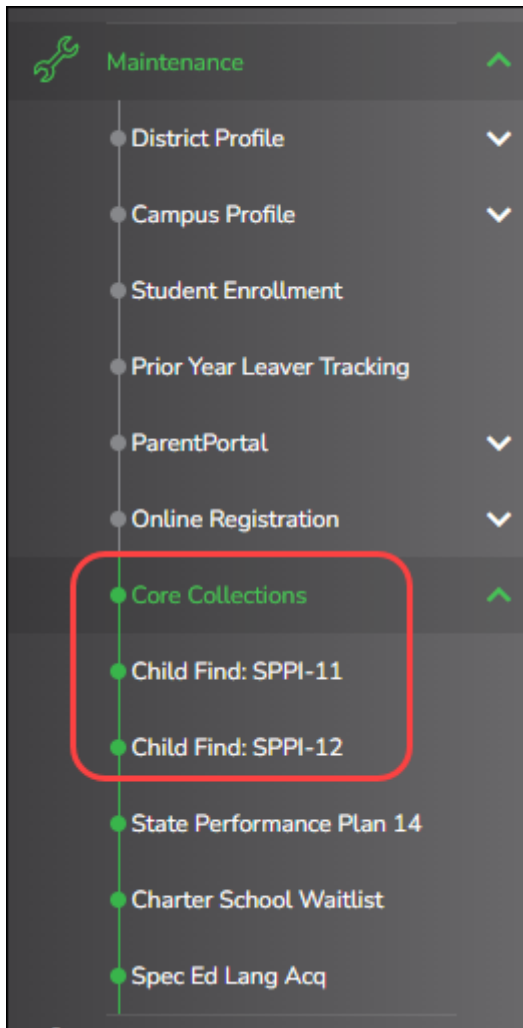 Maintenance
District Profile
Campus Profile
Student Enrollment
Prior Year Leaver Tracking
ParentPortal
Online Registration
Core Collections
Child Find: SPPI-11
Child Find: SPPI-12
State Performance Plan 14
Charter School Waitlist
Spec Ed Lang Acq